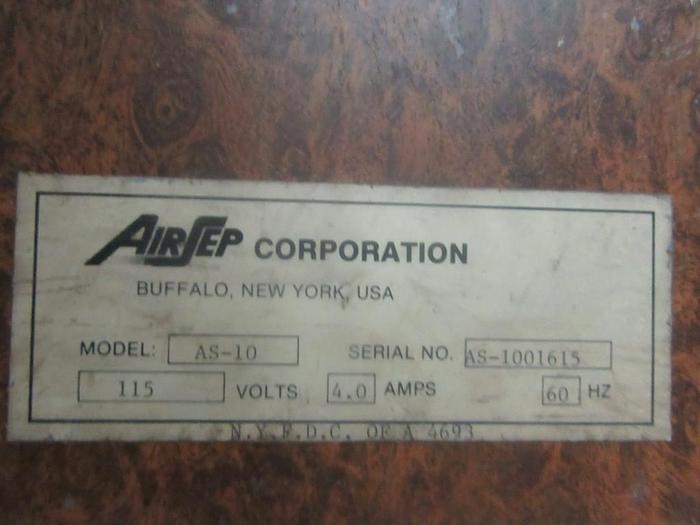 AIRSEP CORPORATION
BUFFALO, NEW YORK, USA
MODEL: AS-10 SERIAL NO. AS-1001615
115 VOLTS 4.0 AMPS 60 HZ
N.Y.F.D.C. OF A 4693